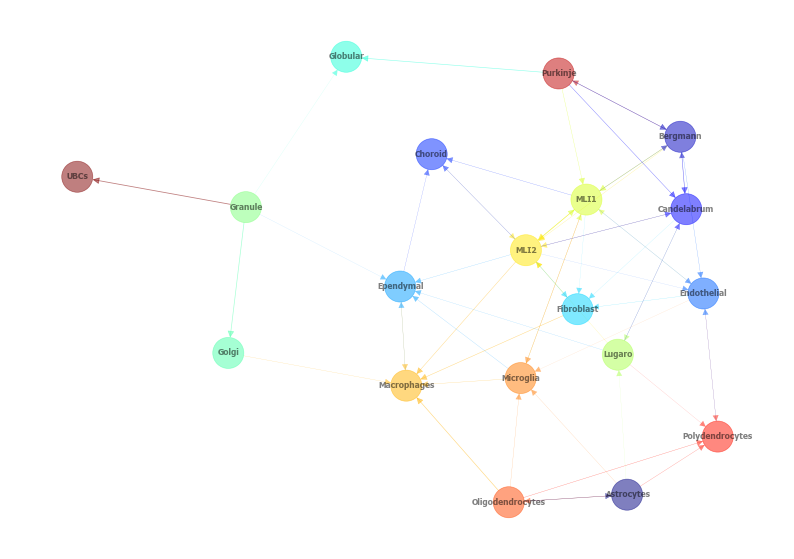 Globular
Purkinje
Bergmann
Choroid
UBCs
MLI1
Granule
Candelabrum
MLI2
Ependymal
Endothelial
Fibroblast
Golgi
Lugaro
Microglia
Macrophages
Polydendrocytes
Astrocytes
Oligodendrocytes